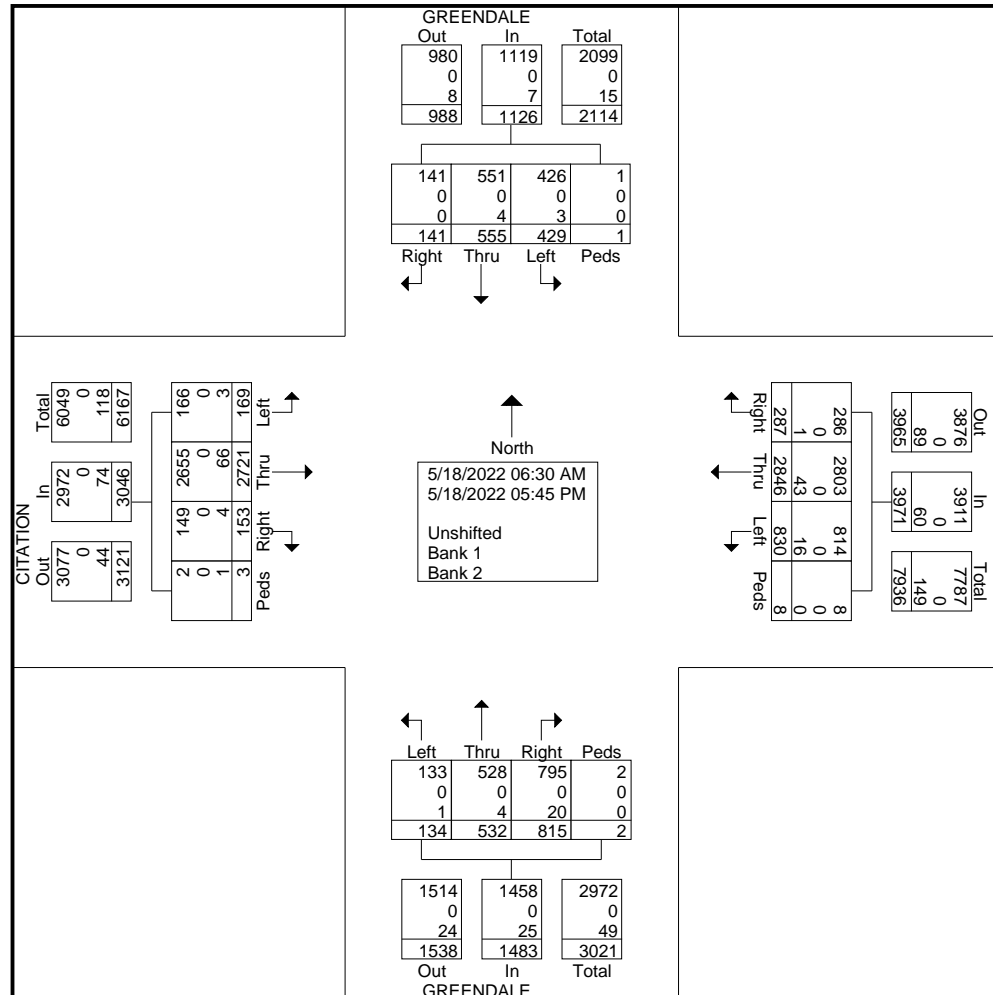 GREENDALE
Out In Total
980 1119 2099
0 0 0
8 7 15
988 1126 2114
141 551 426 1
0 0 0 0
0 4 3 0
141 555 429 1
Right Thru Left Peds
CITATION
Total In Out
6049 2972 3077
0 0 0
118 74 44
6167 3046 3121
166 2655 149 2
0 0 0 0
3 66 4 1
169 2721 153 3
Left Thru Right Peds
North
5/18/2022 06:30 AM
5/18/2022 05:45 PM
Unshifted
Bank 1
Bank 2
Right Thru Left Peds
287 2846 830 8
1 43 16 0
0 0 0 0
286 2803 814 8
Out In Total
3876 3911 7787
0 0 0
89 60 149
3965 3971 7936
Left Thru Right Peds
133 528 795 2
0 0 0 0
1 4 20 0
134 532 815 2
1514 1458 2972
0 0 0
24 25 49
1538 1483 3021
Out In Total
GREENDALE